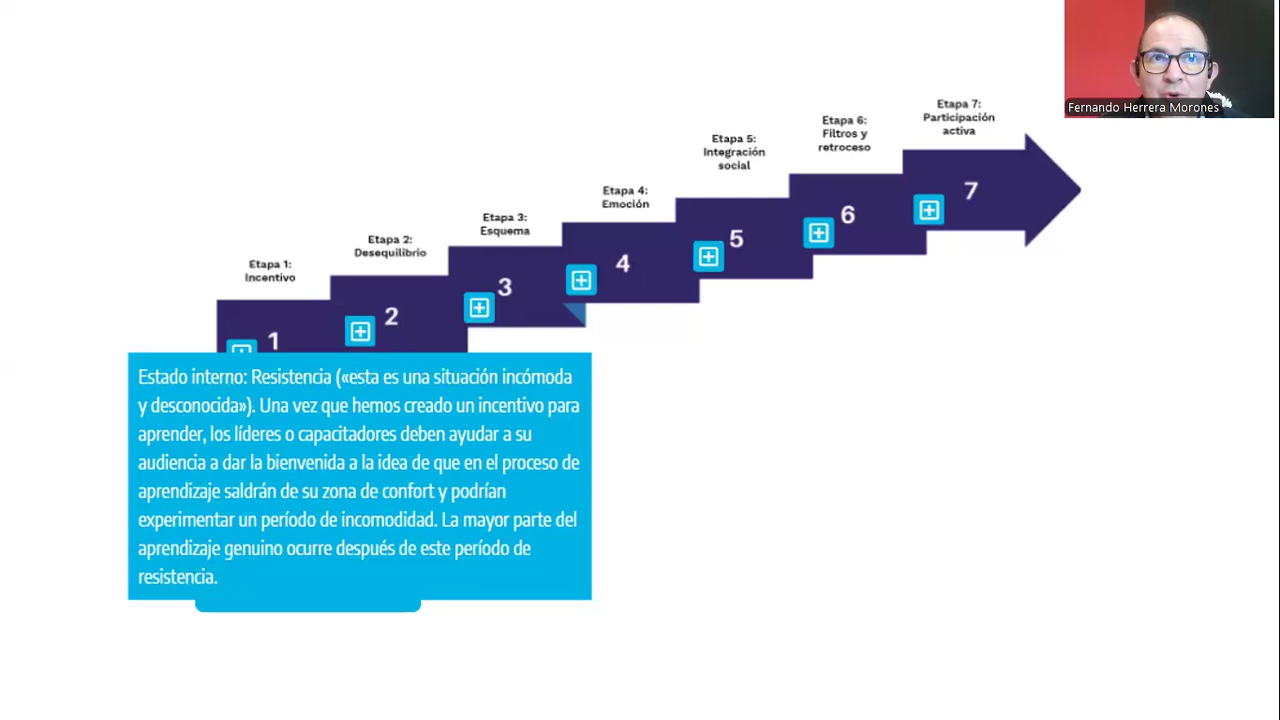 Fernando Herrera Morones
Etapa 7:
Participación
activa
Etapa 6:
Filtros y
retroceso
Etapa 5:
Integración
social
Etapa 4:
Emoción
Etapa 3:
Esquema
Etapa 2:
Desequilibrio
Etapa 1:
Incentivo
7
6
5
4
3
2
1
Estado interno: Resistencia («esta es una situación incómoda
y desconocida»). Una vez que hemos creado un incentivo para
aprender, los líderes o capacitadores deben ayudar a su
audiencia a dar la bienvenida a la idea de que en el proceso de
aprendizaje saldrán de su zona de confort y podrían
experimentar un período de incomodidad. La mayor parte del
aprendizaje genuino ocurre después de este período de
resistencia.